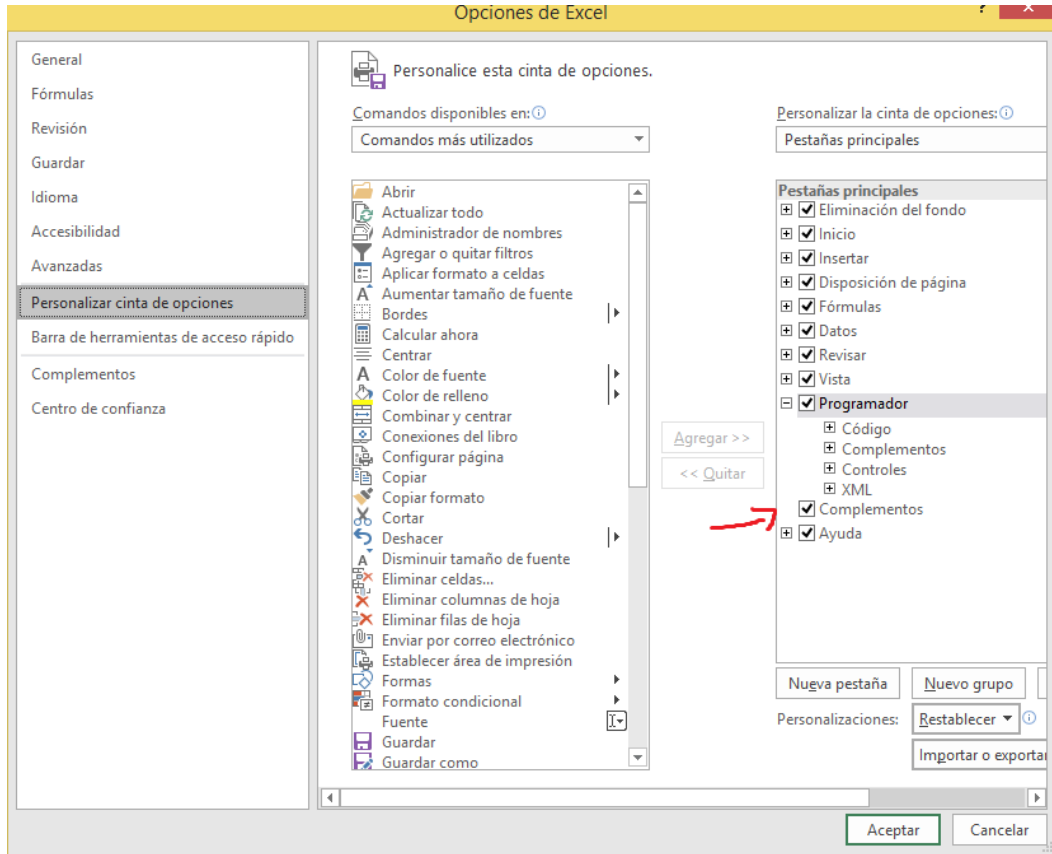 Opciones de Excel
?
General
Fórmulas
Revisión
Guardar
Idioma
Accesibilidad
Avanzadas
Personalizar cinta de opciones
Barra de herramientas de acceso rápido
Complementos
Centro de confianza
Personalice esta cinta de opciones.
Comandos disponibles en:
Comandos más utilizados
Abrir
Actualizar todo
Administrador de nombres
Agregar o quitar filtros
Aplicar formato a celdas
Aumentar tamaño de fuente
Bordes
Calcular ahora
Centrar
Color de fuente
Color de relleno
Combinar y centrar
Conexiones del libro
Configurar página
Copiar
Copiar formato
Cortar
Deshacer
Disminuir tamaño de fuente
Eliminar celdas...
Eliminar columnas de hoja
Eliminar filas de hoja
Enviar por correo electrónico
Establecer área de impresión
Formas
Formato condicional
Fuente
Guardar
Guardar como
Agregar >>
<< Quitar
Personalizar la cinta de opciones:
Pestañas principales
Pestañas principales
Eliminación del fondo
Inicio
Insertar
Disposición de página
Fórmulas
Datos
Revisar
Vista
Programador
Código
Complementos
Controles
XML
Complementos
Ayuda
Nueva pestaña
Nuevo grupo
Personalizaciones:
Restablecer
Importar o exportar
Aceptar
Cancelar